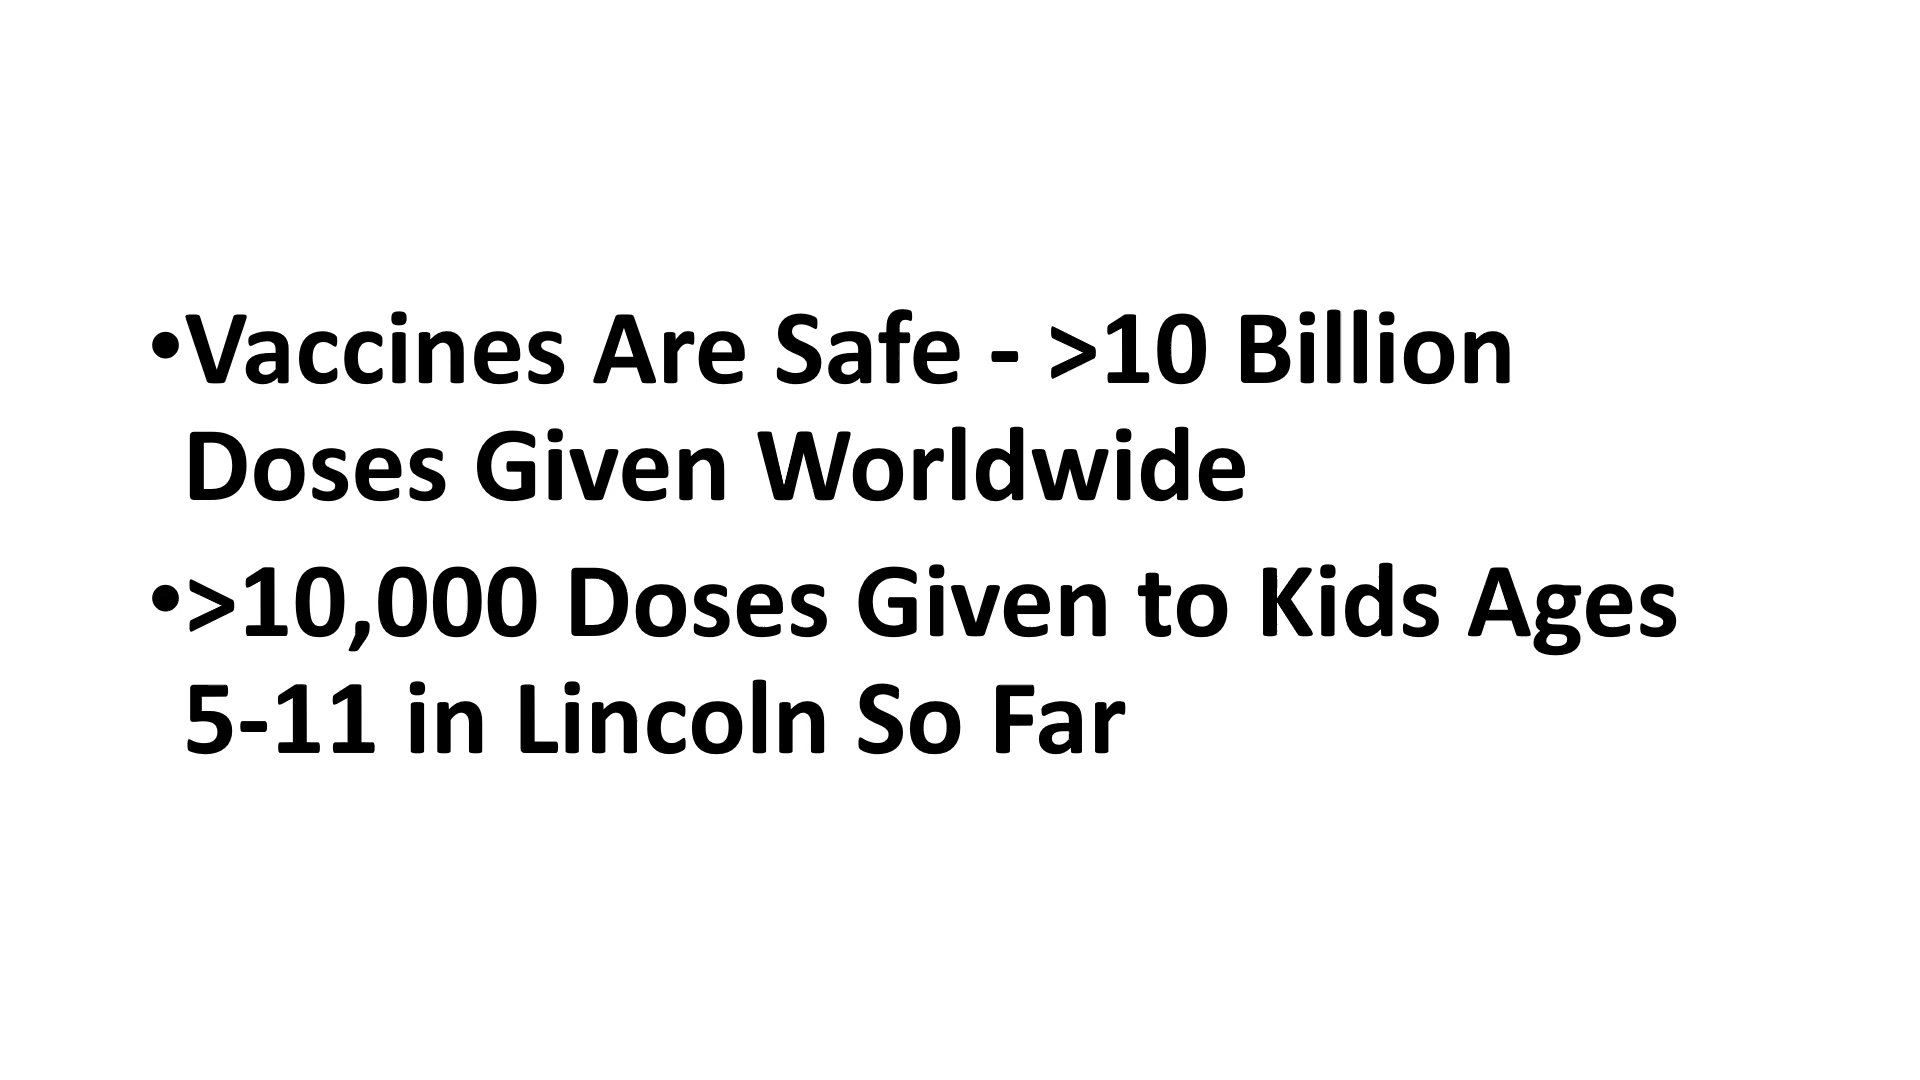 •Vaccines Are Safe - >10 Billion
Doses Given Worldwide
•>10,000 Doses Given to Kids Ages
5-11 in Lincoln So Far